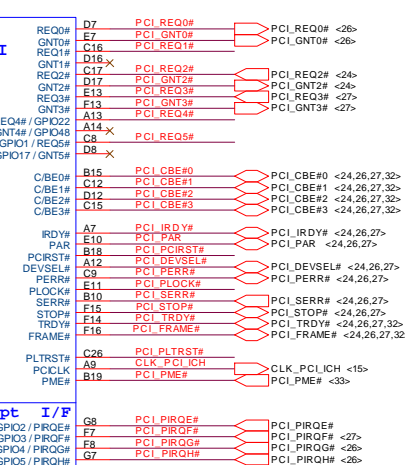 REQ0# D7 PCI_REQ0# PCI_REQ0# <26>
GNT0# E7 PCI_GNT0# PCI_GNT0# <26>
REQ1# C16 PCI_REQ1#
I
GNT1# D16
REQ2# C17 PCI_REQ2# PCI_REQ2# <24>
GNT2# D17 PCI_GNT2# PCI_GNT2# <24>
REQ3# E13 PCI_REQ3# PCI_REQ3# <27>
GNT3# F13 PCI_GNT3# PCI_GNT3# <27>
REQ4# / GPIO22 A13 PCI_REQ4#
GNT4# / GPIO48 A14
GPIO1 / REQ5# C8 PCI_REQ5#
GPIO17 / GNT5# D8
C/BE0# B15 PCI_CBE#0 PCI_CBE#0 <24,26,27,32>
C/BE1# C12 PCI_CBE#1 PCI_CBE#1 <24,26,27,32>
C/BE2# D12 PCI_CBE#2 PCI_CBE#2 <24,26,27,32>
C/BE3# C15 PCI_CBE#3 PCI_CBE#3 <24,26,27,32>
IRDY# A7 PCI_IRDY# PCI_IRDY# <24,26,27>
PAR E10 PCI_PAR PCI_PAR <24,26,27>
PCIRST# B18 PCI_PCIRST#
DEVSEL# A12 PCI_DEVSEL# PCI_DEVSEL# <24,26,27>
PERR# C9 PCI_PERR# PCI_PERR# <24,26,27>
PLOCK# E11 PCI_PLOCK#
SERR# B10 PCI_SERR# PCI_SERR# <24,26,27>
STOP# F15 PCI_STOP# PCI_STOP# <24,26,27>
TRDY# F14 PCI_TRDY# PCI_TRDY# <24,26,27,32>
FRAME# F16 PCI_FRAME# PCI_FRAME# <24,26,27,32
PLTRST# C26 PCI_PLTRST#
PCICLK A9 CLK_PCI_ICH CLK_PCI_ICH <15>
PME# B19 PCI_PME# PCI_PME# <33>
pt I/F
GPIO2 / PIRQE# G8 PCI_PIRQE# PCI_PIRQE#
GPIO3 / PIRQF# F7 PCI_PIRQF# PCI_PIRQF# <27>
GPIO4 / PIRQG# F8 PCI_PIRQG# PCI_PIRQG# <26>
GPIO5 / PIRQH# G7 PCI_PIRQH# PCI_PIRQH# <26>